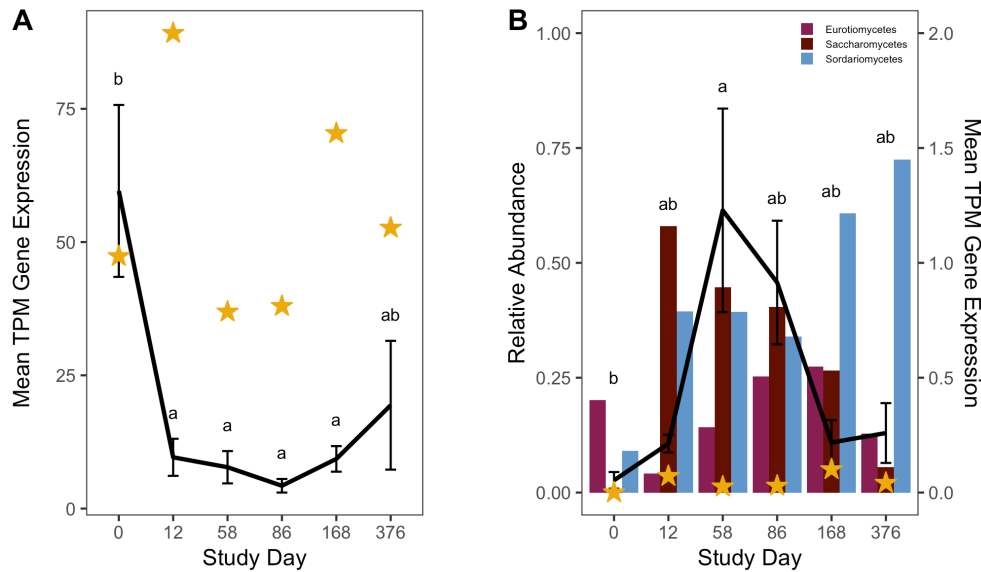 A
Mean TPM Gene Expression
75
50
25
0
b
a
a
a
a
ab
0 12 58 86 168 376
Study Day
B
Relative Abundance
1.00
0.75
0.50
0.25
0.00
Eurotiomycetes
Saccharomycetes
Sordariomycetes
b
ab
a
ab
ab
ab
0 12 58 86 168 376
Study Day
2.0
1.5
1.0
0.5
0.0
Mean TPM Gene Expression